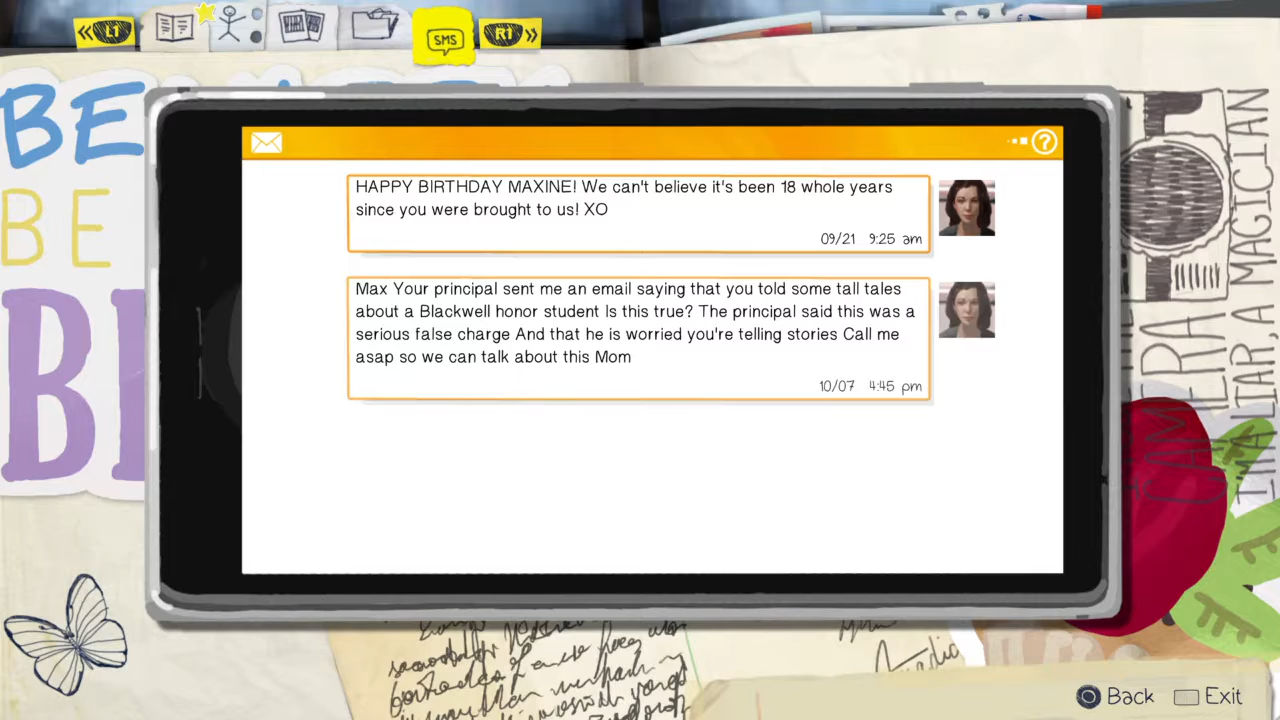 L1
SMS
R1
BE
BE
HAPPY BIRTHDAY MAXINE! We can't believe it's been 18 whole years
since you were brought to us! XO
09/21 9:25 am
Max Your principal sent me an email saying that you told some tall tales
about a Blackwell honor student Is this true? The principal said this was a
serious false charge And that he is worried you're telling stories Call me
asap so we can talk about this Mom
10/07 4:45 pm
?
CAMERA
I'M A LIAR, A MAGICIAN
Back
Exit